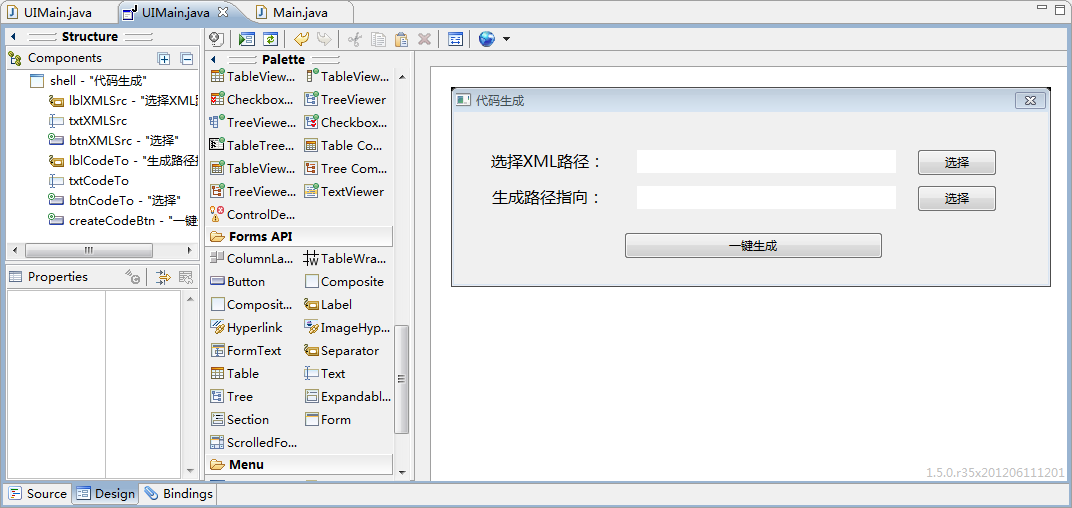 UIMain.java
UIMain.java
Main.java
Structure
Components
shell - "代码生成"
lblXMLSrc - "选择XML路
txtXMLSrc
btnXMLSrc - "选择"
lblCodeTo - "生成路径指
txtCodeTo
btnCodeTo - "选择"
createCodeBtn - "一键
Properties
Palette
TableView... TableView...
Checkbox... TreeViewer
TreeViewe... Checkbox...
TableTree... Table Co...
TableView... Tree Com...
TreeViewe... TextViewer
ControlDe...
Forms API
ColumnLa... TableWra...
Button Composite
Composit... Label
Hyperlink ImageHyp...
FormText Separator
Table Text
Tree Expandabl...
Section Form
ScrolledFo...
Menu
代码生成
选择XML路径： 选择
生成路径指向： 选择
一键生成
1.5.0.r35x201206111201
Source Design Bindings